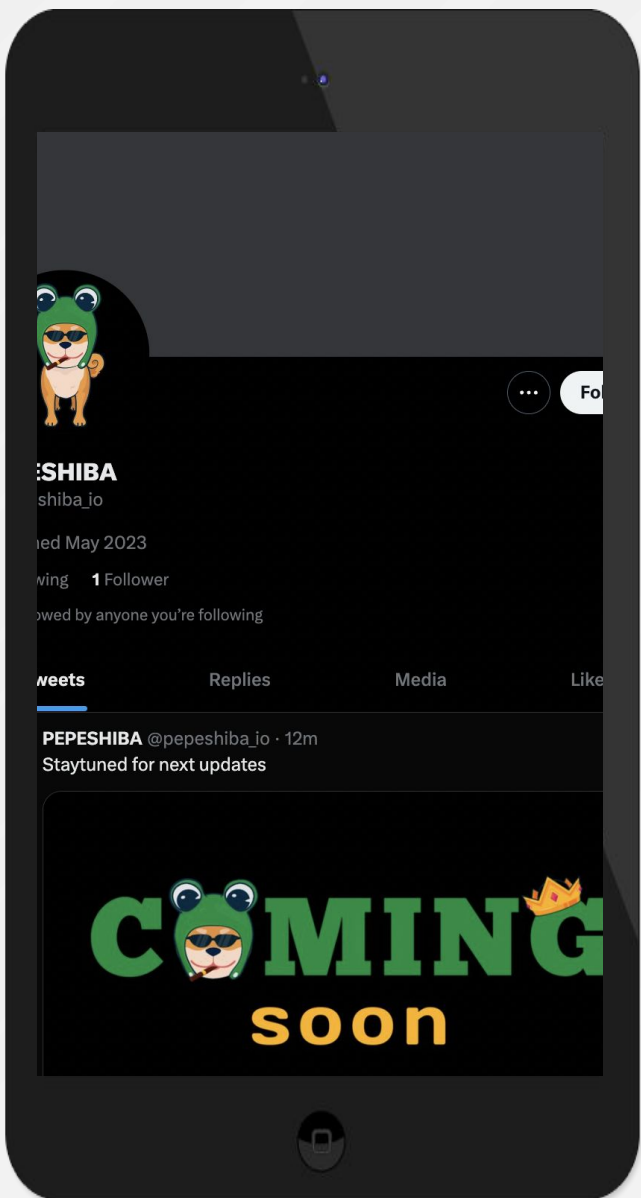 ESHIBA
shiba_io
ned May 2023
wing 1 Follower
owed by anyone you’re following
weets Replies Media Like
PEPESHIBA @pepeshiba_io · 12m
Staytuned for next updates
COMING
soon
Fol